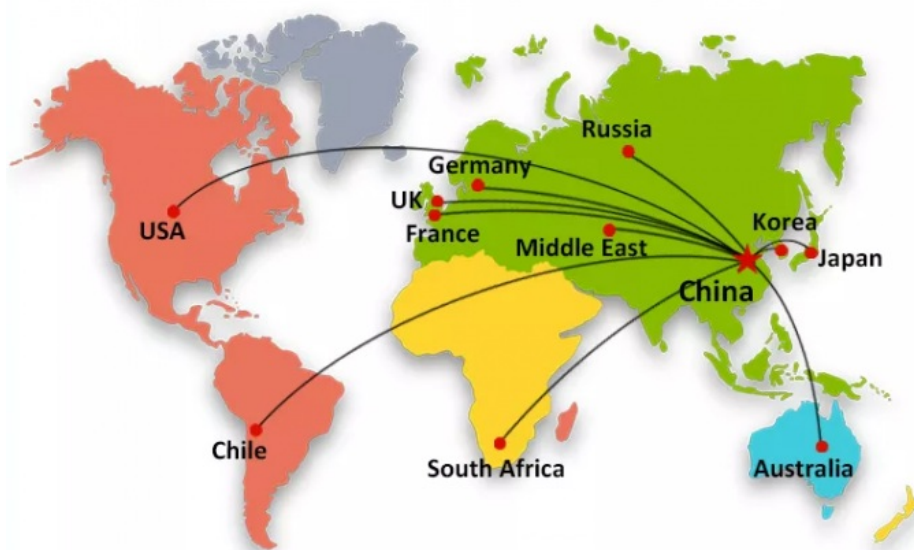 Russia
Germany
UK
USA
France
Middle East
Korea
Japan
China
Chile
South Africa
Australia